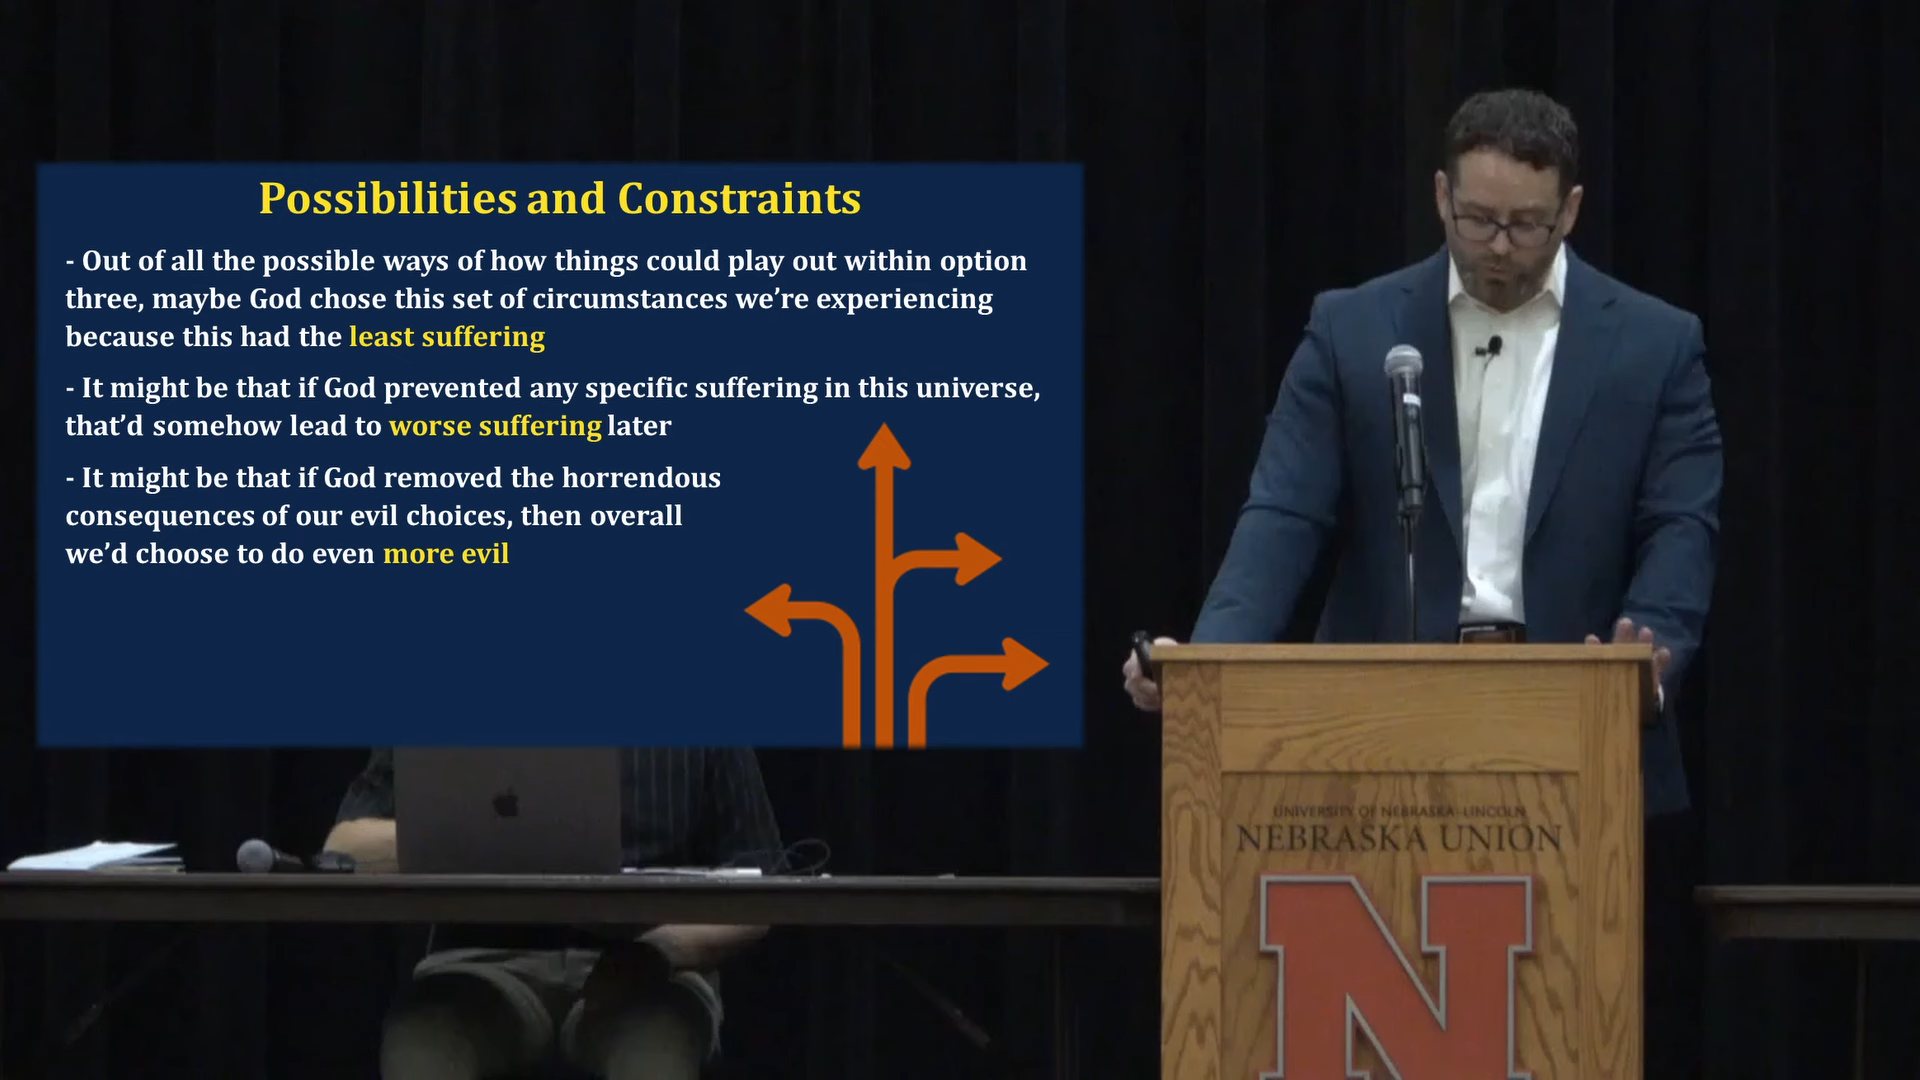 Possibilities and Constraints
- Out of all the possible ways of how things could play out within option
three, maybe God chose this set of circumstances we’re experiencing
because this had the least suffering
- It might be that if God prevented any specific suffering in this universe,
that’d somehow lead to worse suffering later
- It might be that if God removed the horrendous
consequences of our evil choices, then overall
we’d choose to do even more evil
UNIVERSITY OF NEBRASKA–LINCOLN
NEBRASKA UNION
N